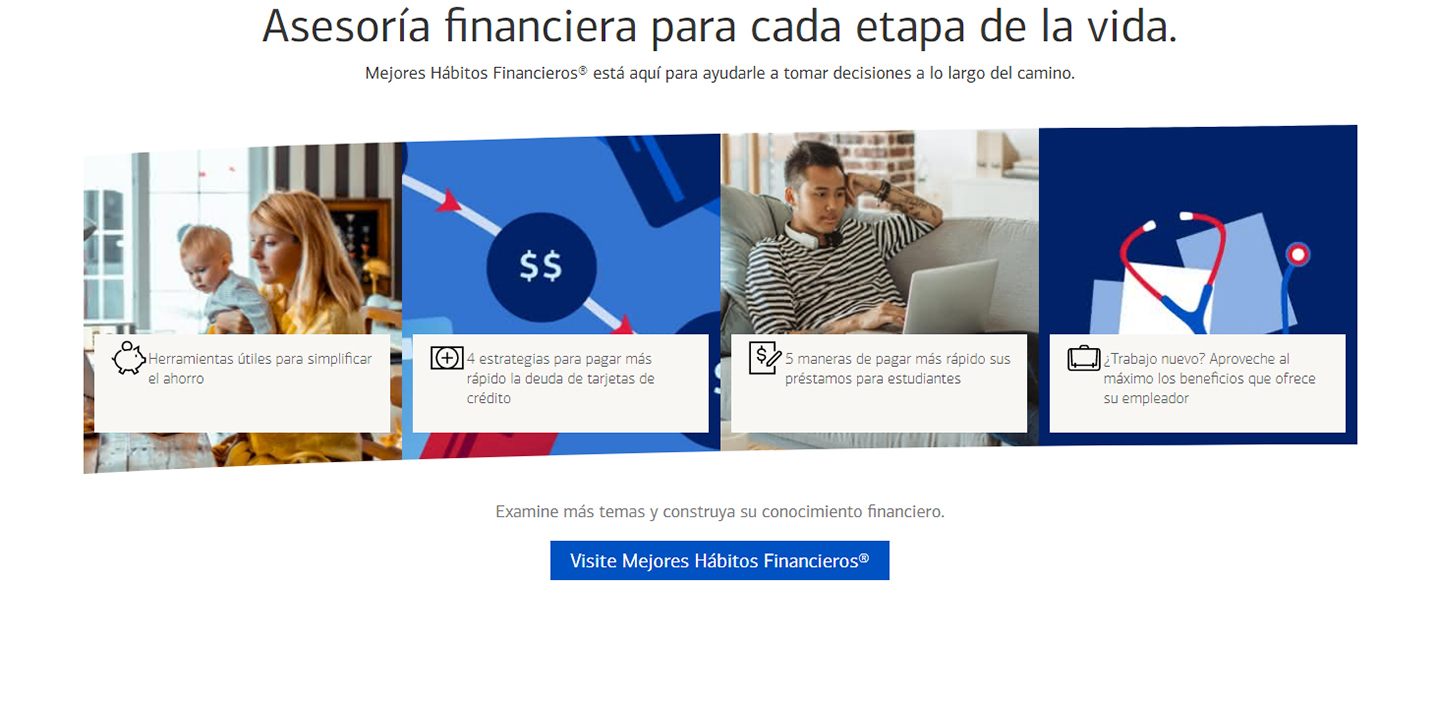 Asesoría financiera para cada etapa de la vida.
Mejores Hábitos Financieros® está aquí para ayudarle a tomar decisiones a lo largo del camino.
$$
Herramientas útiles para simplificar
el ahorro
4 estrategias para pagar más
rápido la deuda de tarjetas de
crédito
$
5 maneras de pagar más rápido sus
préstamos para estudiantes
¿Trabajo nuevo? Aproveche al
máximo los beneficios que ofrece
su empleador
Examine más temas y construya su conocimiento financiero.
Visite Mejores Hábitos Financieros®